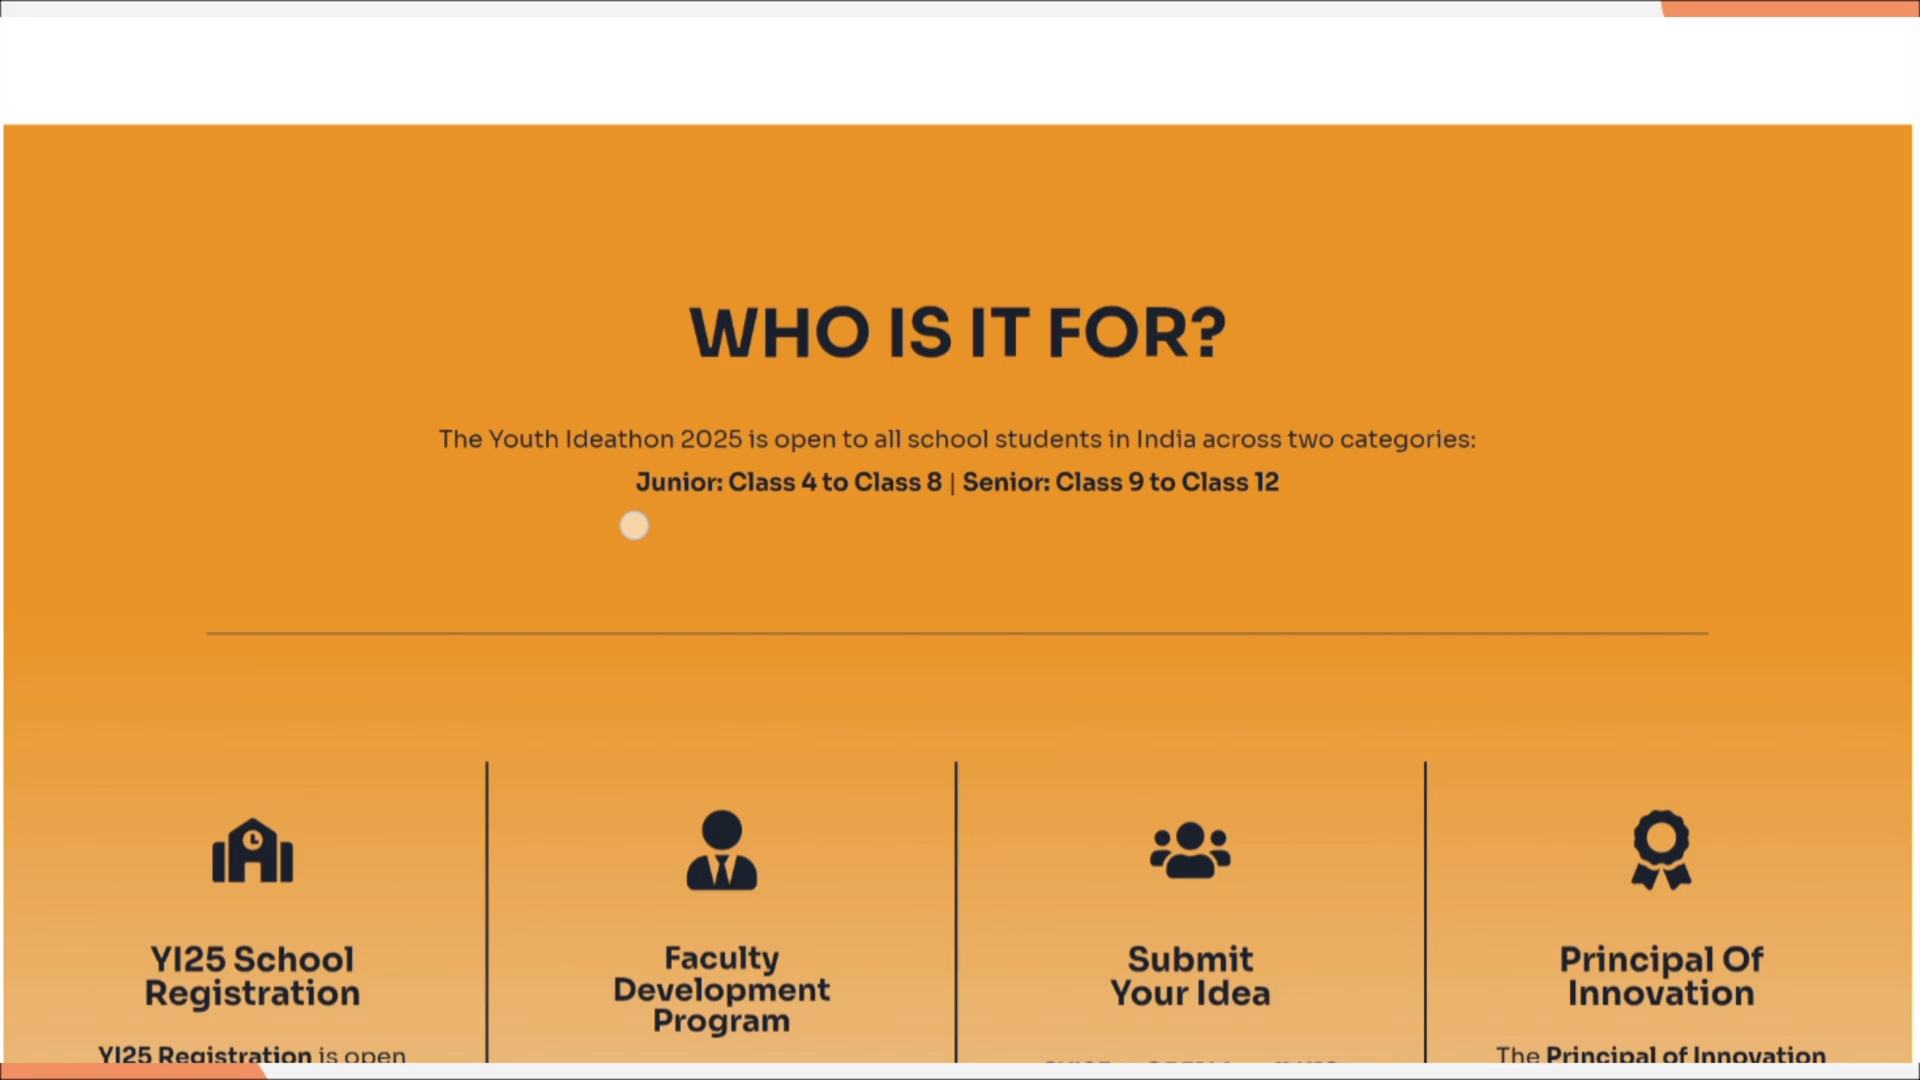 WHO IS IT FOR?
The Youth Ideathon 2025 is open to all school students in India across two categories:
Junior: Class 4 to Class 8 | Senior: Class 9 to Class 12
YI25 School
Registration
Faculty
Development
Program
Submit
Your Idea
Principal Of
Innovation
YI25 Registration is open
The Principal of Innovation